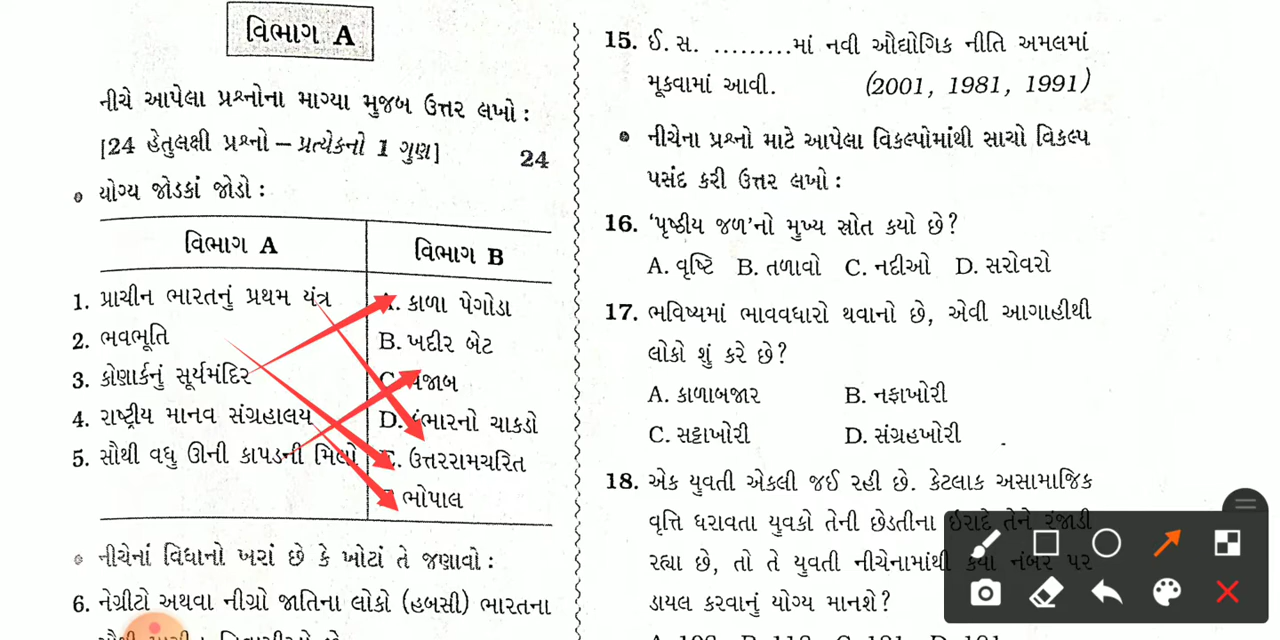 વિભાગ A
નીચે આપેલા પ્રશ્નોના માગ્યા મુજબ ઉત્તર લખો :
[24 હેતુલક્ષી પ્રશ્નો – પ્રત્યેકનો 1 ગુણ] 24
• યોગ્ય જોડકાં જોડો :
વિભાગ A વિભાગ B
1. પ્રાચીન ભારતનું પ્રથમ યંત્ર A. કાળા પેગોડા
2. ભવભૂતિ B. ખદીર બેટ
3. કોણાર્કનું સૂર્યમંદિર C. પંજાબ
4. રાષ્ટ્રીય માનવ સંગ્રહાલય D. કુંભારનો ચાકડો
5. સૌથી વધુ ઊની કાપડની મિલો E. ઉત્તરરામચરિત
ભોપાલ
• નીચેનાં વિધાનો ખરાં છે કે ખોટાં તે જણાવો :
6. નેગ્રીટો અથવા નીગ્રો જાતિના લોકો (હબસી) ભારતના
15. ઈ. સ. .........માં નવી ઔદ્યોગિક નીતિ અમલમાં
મૂકવામાં આવી. (2001, 1981, 1991)
• નીચેના પ્રશ્નો માટે આપેલા વિકલ્પોમાંથી સાચો વિકલ્પ
પસંદ કરી ઉત્તર લખો :
16. ‘પૃષ્ઠીય જળ’નો મુખ્ય સ્રોત કયો છે?
A. વૃષ્ટિ B. તળાવો C. નદીઓ D. સરોવરો
17. ભવિષ્યમાં ભાવવધારો થવાનો છે, એવી આગાહીથી
લોકો શું કરે છે?
A. કાળાબજાર B. નફાખોરી
C. સટ્ટાખોરી D. સંગ્રહખોરી
18. એક યુવતી એકલી જઈ રહી છે. કેટલાક અસામાજિક
વૃત્તિ ધરાવતા યુવકો તેની છેડતીના ઇરાદે તેને રંજાડી
રહ્યા છે, તો તે યુવતી નીચેનામાંથી કયા નંબર પર
ડાયલ કરવાનું યોગ્ય માનશે?